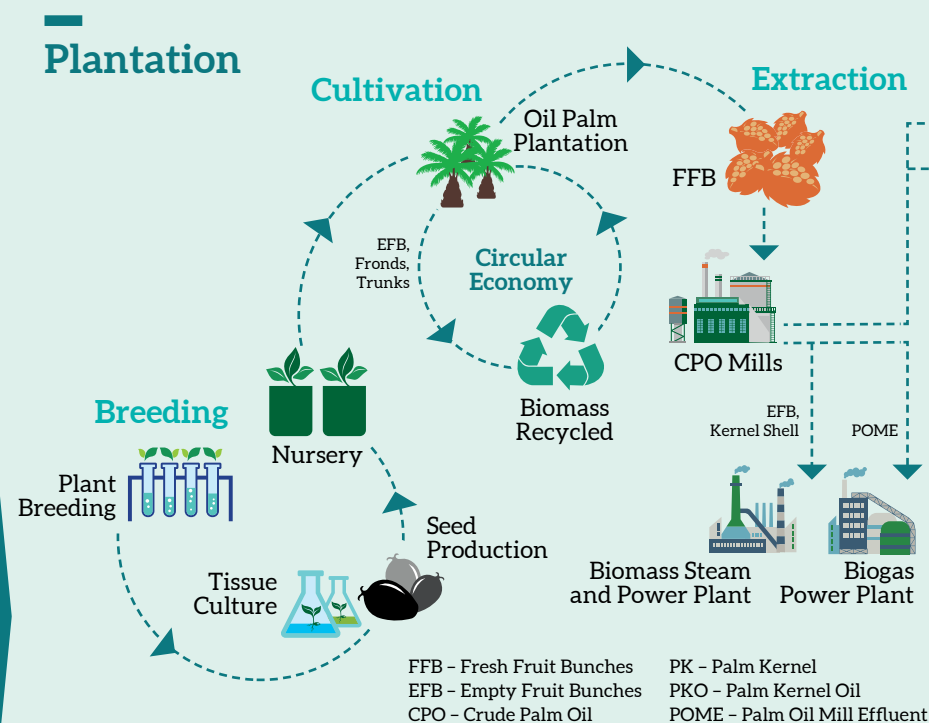 Plantation
Cultivation
Extraction
Oil Palm
Plantation
FFB
EFB,
Fronds,
Trunks
Circular
Economy
CPO Mills
Biomass
Recycled
EFB,
Kernel Shell
POME
Breeding
Nursery
Plant
Breeding
Seed
Production
Tissue
Culture
Biomass Steam
and Power Plant
Biogas
Power Plant
FFB – Fresh Fruit Bunches
EFB – Empty Fruit Bunches
CPO – Crude Palm Oil
PK – Palm Kernel
PKO – Palm Kernel Oil
POME – Palm Oil Mill Effluent